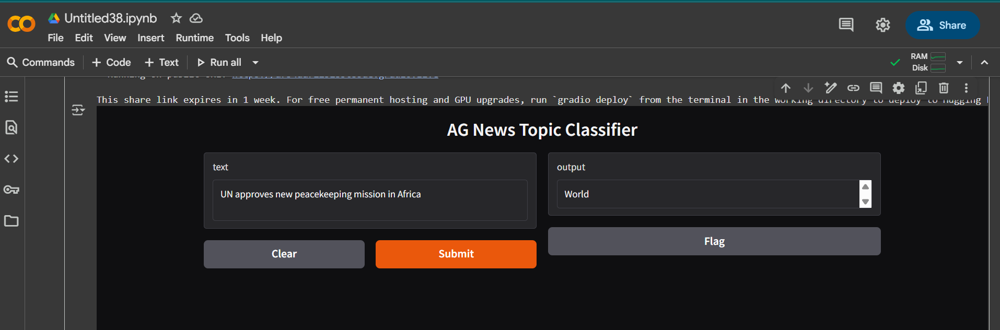 Untitled38.ipynb
File Edit View Insert Runtime Tools Help
Share
Commands + Code + Text Run all
RAM
Disk
This share link expires in 1 week. For free permanent hosting and GPU upgrades, run `gradio deploy` from the terminal in the working directory to deploy to Hugging
AG News Topic Classifier
text
UN approves new peacekeeping mission in Africa
output
World
Clear
Submit
Flag